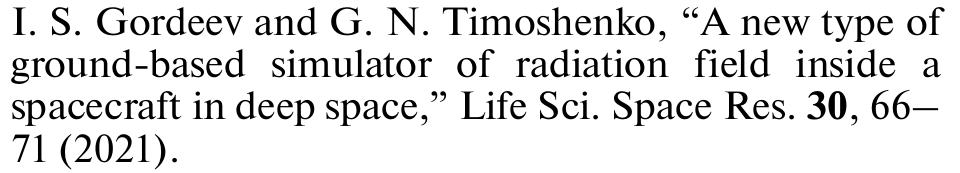 I. S. Gordeev and G. N. Timoshenko, “A new type of
ground-based simulator of radiation field inside a
spacecraft in deep space,” Life Sci. Space Res. 30, 66–
71 (2021).